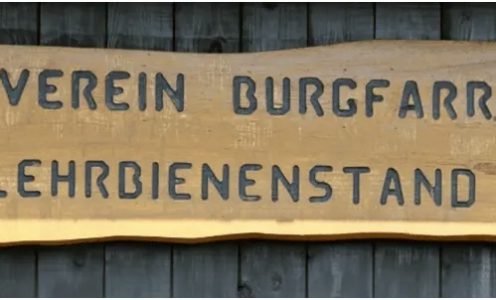 VEREIN BURGFARR
LEHRBIENENSTAND